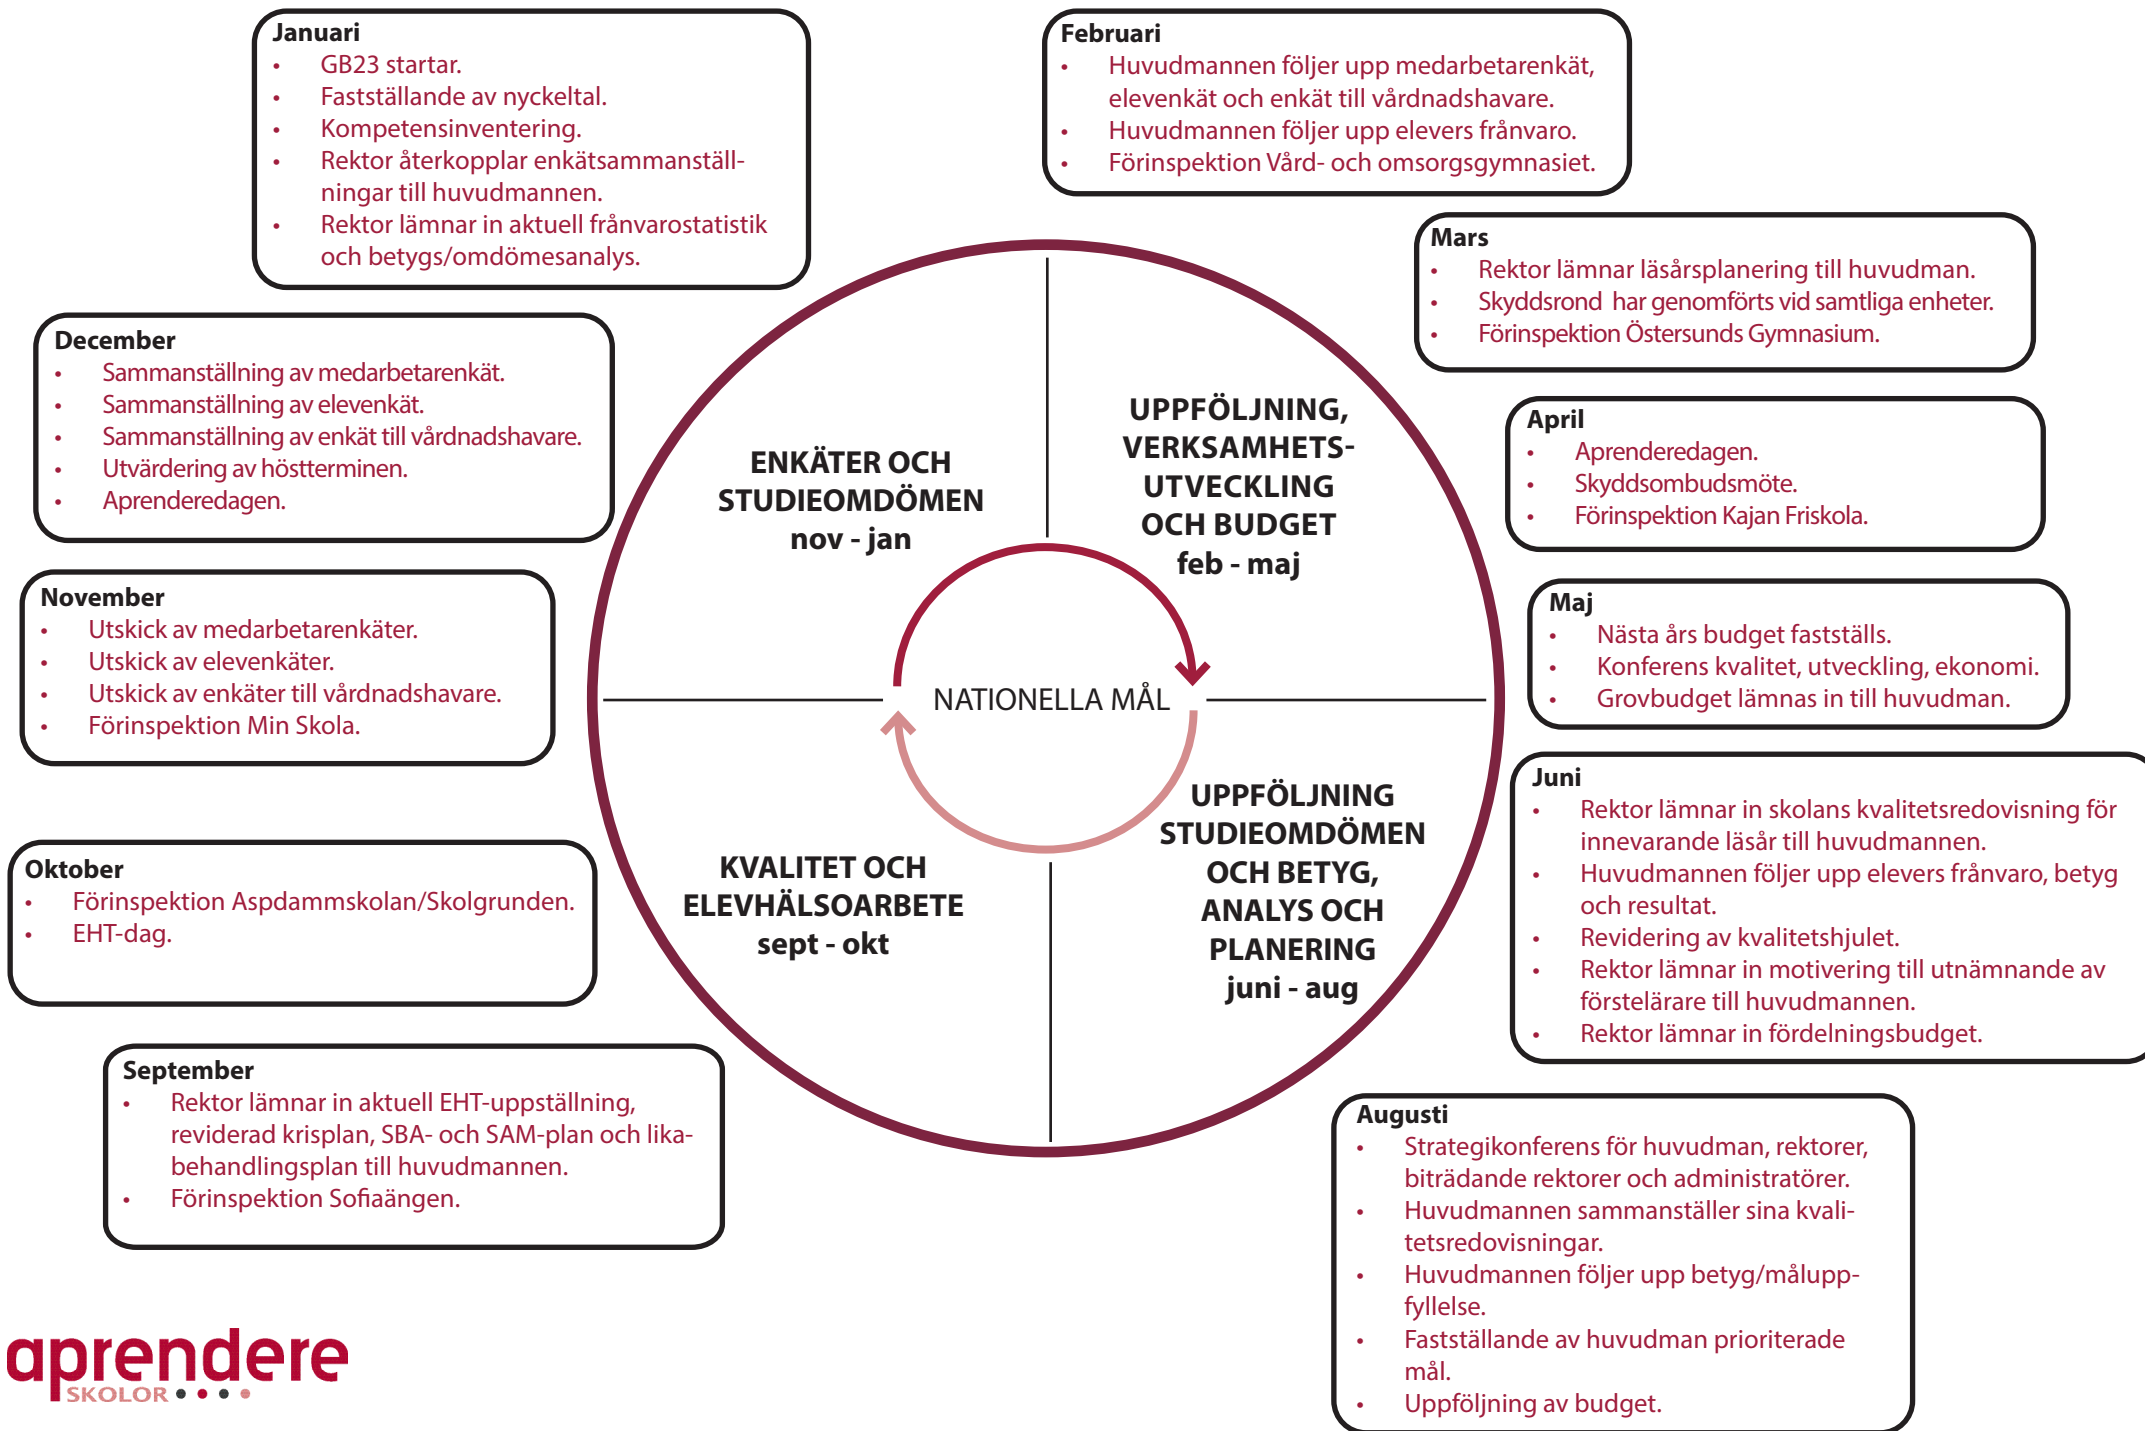 Januari
• GB23 startar.
• Fastställande av nyckeltal.
• Kompetensinventering.
• Rektor återkopplar enkätsammanställ-
ningar till huvudmannen.
• Rektor lämnar in aktuell frånvarostatistik
och betygs/omdömesanalys.
Februari
• Huvudmannen följer upp medarbetarenkät,
elevenkät och enkät till vårdnadshavare.
• Huvudmannen följer upp elevers frånvaro.
• Förinspektion Vård- och omsorgsgymnasiet.
Mars
• Rektor lämnar läsårsplanering till huvudman.
• Skyddsrond har genomförts vid samtliga enheter.
• Förinspektion Östersunds Gymnasium.
April
• Aprenderedagen.
• Skyddsombudsmöte.
• Förinspektion Kajan Friskola.
Maj
• Nästa års budget fastställs.
• Konferens kvalitet, utveckling, ekonomi.
• Grovbudget lämnas in till huvudman.
Juni
• Rektor lämnar in skolans kvalitetsredovisning för
innevarande läsår till huvudmannen.
• Huvudmannen följer upp elevers frånvaro, betyg
och resultat.
• Revidering av kvalitetshjulet.
• Rektor lämnar in motivering till utnämnande av
förstelärare till huvudmannen.
• Rektor lämnar in fördelningsbudget.
Augusti
• Strategikonferens för huvudman, rektorer,
biträdande rektorer och administratörer.
• Huvudmannen sammanställer sina kvali-
tetsredovisningar.
• Huvudmannen följer upp betyg/målupp-
fyllelse.
• Fastställande av huvudman prioriterade
mål.
• Uppföljning av budget.
September
• Rektor lämnar in aktuell EHT-uppställning,
reviderad krisplan, SBA- och SAM-plan och lika-
behandlingsplan till huvudmannen.
• Förinspektion Sofiaängen.
Oktober
• Förinspektion Aspdammskolan/Skolgrunden.
• EHT-dag.
November
• Utskick av medarbetarenkäter.
• Utskick av elevenkäter.
• Utskick av enkäter till vårdnadshavare.
• Förinspektion Min Skola.
December
• Sammanställning av medarbetarenkät.
• Sammanställning av elevenkät.
• Sammanställning av enkät till vårdnadshavare.
• Utvärdering av höstterminen.
• Aprenderedagen.
ENKÄTER OCH
STUDIEOMDÖMEN
nov - jan
UPPFÖLJNING,
VERKSAMHETS-
UTVECKLING
OCH BUDGET
feb - maj
NATIONELLA MÅL
UPPFÖLJNING
STUDIEOMDÖMEN
OCH BETYG,
ANALYS OCH
PLANERING
juni - aug
KVALITET OCH
ELEVHÄLSOARBETE
sept - okt
aprendere
SKOLOR